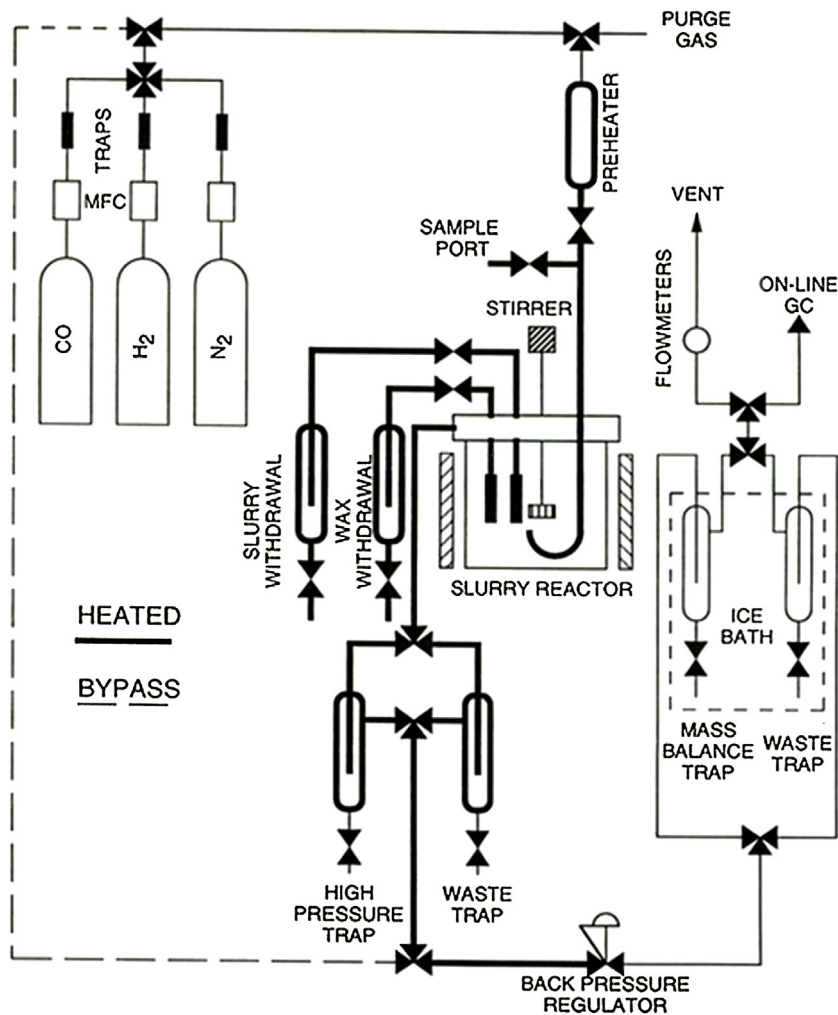 PURGE
GAS
TRAPS
MFC
CO
H2
N2
PREHEATER
SAMPLE
PORT
STIRRER
VENT
FLOWMETERS
ON-LINE
GC
SLURRY
WITHDRAWAL
WAX
WITHDRAWAL
SLURRY REACTOR
HEATED
BYPASS
ICE
BATH
MASS
BALANCE
TRAP
WASTE
TRAP
HIGH
PRESSURE
TRAP
WASTE
TRAP
BACK PRESSURE
REGULATOR